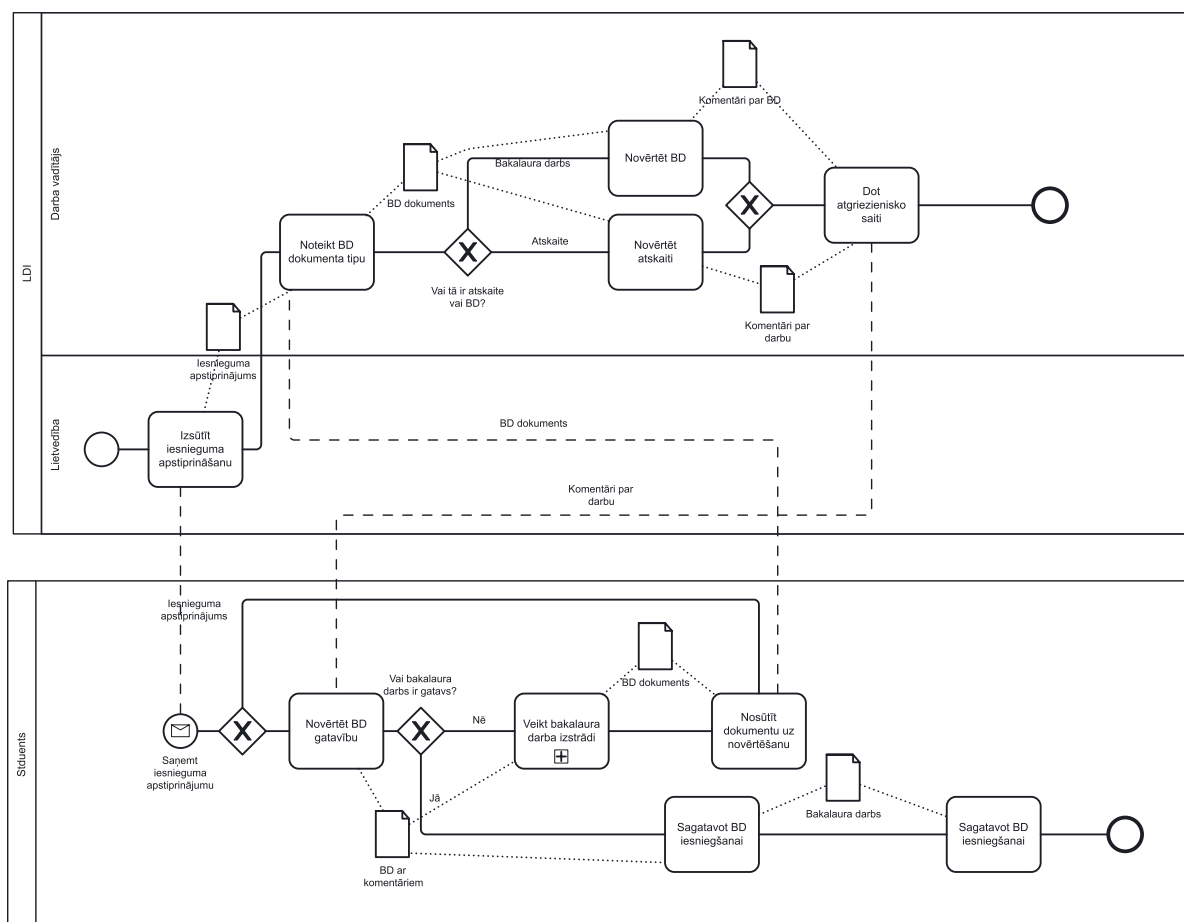 LDI
Darba vadītājs
Komentāri par BD
Novērtēt BD
Bakalaura darbs
BD dokuments
Dot
atgriezienisko
saiti
Noteikt BD
dokumenta tipu
Atskaite
Novērtēt
atskaiti
Vai tā ir atskaite
vai BD?
Komentāri par
darbu
Iesnieguma
apstiprinājums
Lietvedība
Izsūtīt
iesnieguma
apstiprināšanu
BD dokuments
Komentāri par
darbu
Stduents
Iesnieguma
apstiprinājums
Vai bakalaura
darbs ir gatavs?
BD dokuments
Novērtēt BD
gatavību
Nē
Veikt bakalaura
darba izstrādi
Nosūtīt
dokumentu uz
novērtēšanu
Saņemt
iesnieguma
apstiprinājumu
Jā
Bakalaura darbs
Sagatavot BD
iesniegšanai
Sagatavot BD
iesniegšanai
BD ar
komentāriem